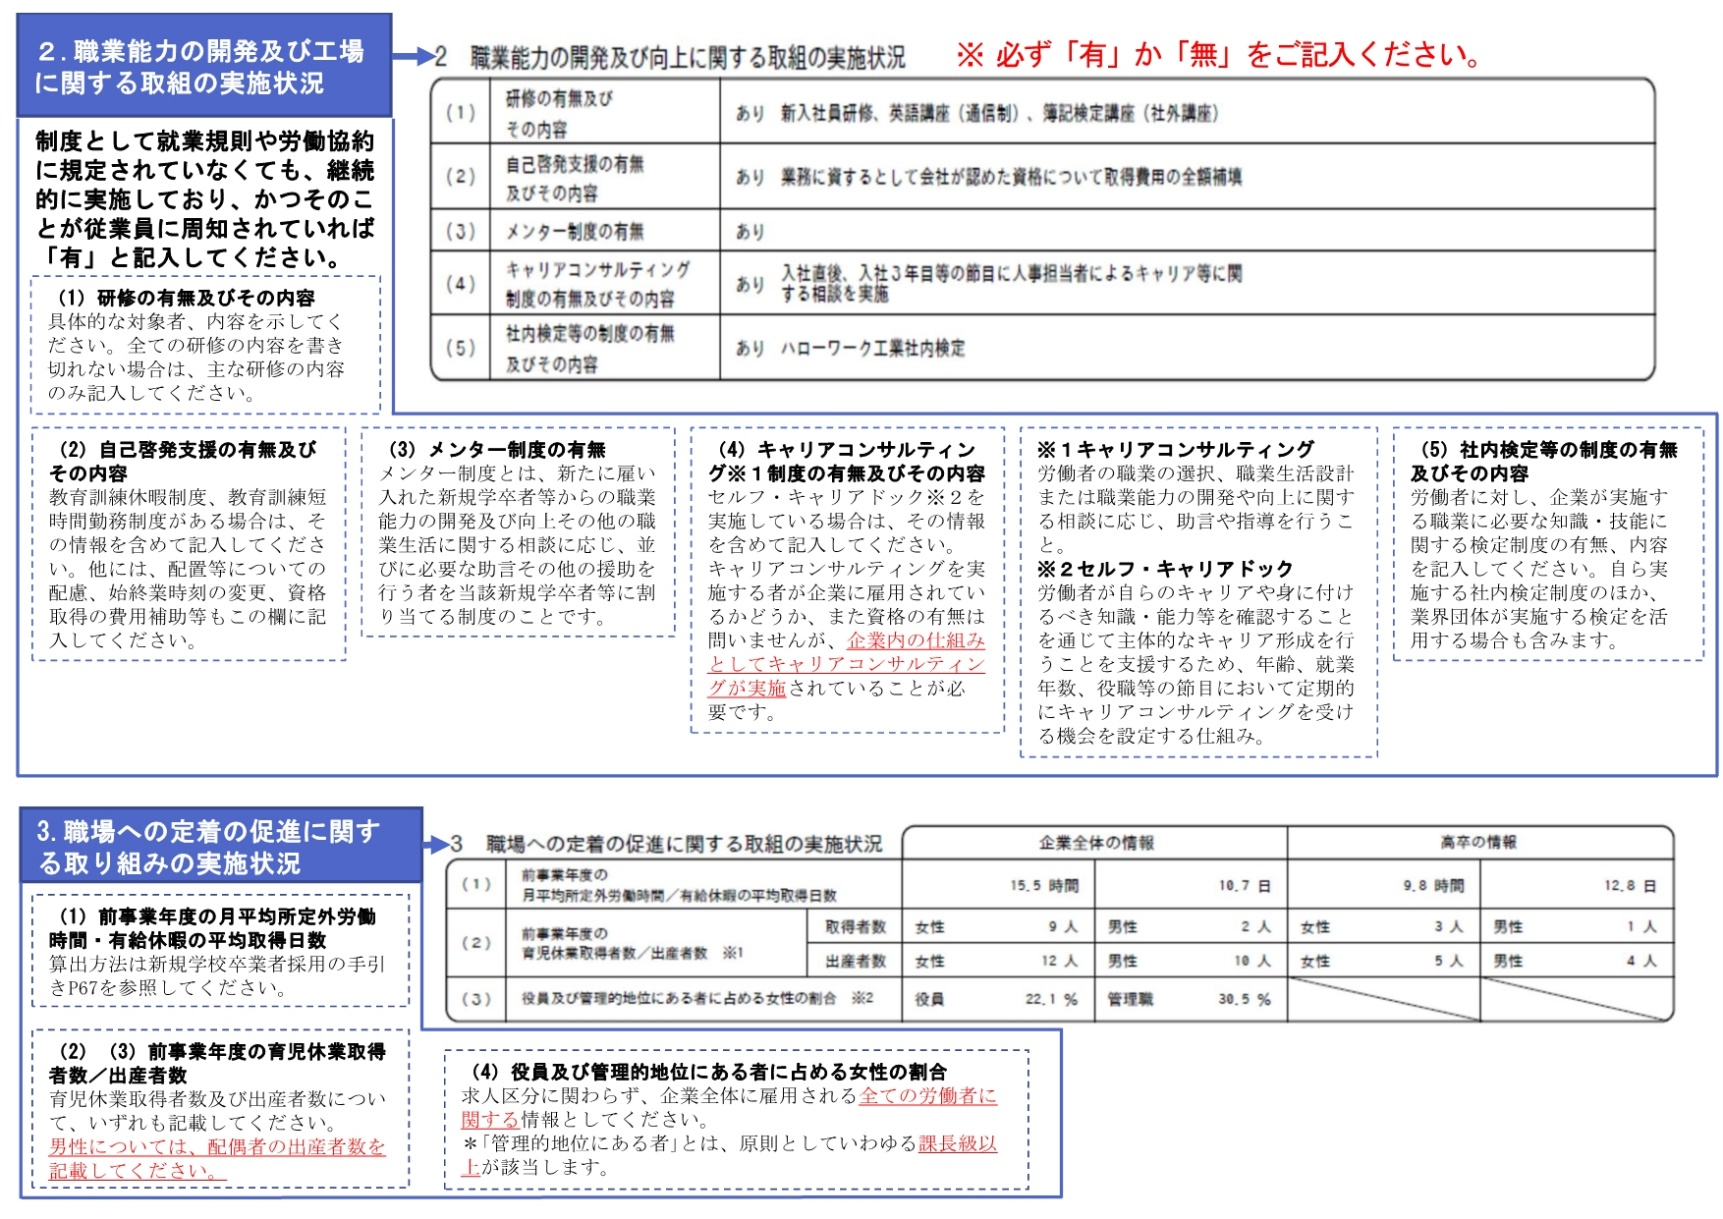 ２.職業能力の開発及び工場
に関する取組の実施状況
2　職業能力の開発及び向上に関する取組の実施状況
※ 必ず「有」か「無」をご記入ください。
(1)
研修の有無及び
その内容
あり　新入社員研修、英語講座（通信制）、簿記検定講座（社外講座）
(2)
自己啓発支援の有無
及びその内容
あり　業務に資するとして会社が認めた資格について取得費用の全額補填
(3)
メンター制度の有無
あり
(4)
キャリアコンサルティング
制度の有無及びその内容
あり　入社直後、入社３年目等の節目に人事担当者によるキャリア等に関
する相談を実施
(5)
社内検定等の制度の有無
及びその内容
あり　ハローワーク工業社内検定
制度として就業規則や労働協約
に規定されていなくても、継続
的に実施しており、かつそのこ
とが従業員に周知されていれば
「有」と記入してください。
（1）研修の有無及びその内容
具体的な対象者、内容を示してく
ださい。全ての研修の内容を書き
切れない場合は、主な研修の内容
のみ記入してください。
（2）自己啓発支援の有無及び
その内容
教育訓練休暇制度、教育訓練短
時間勤務制度がある場合は、そ
の情報を含めて記入してくださ
い。他には、配置等についての
配慮、始終業時刻の変更、資格
取得の費用補助等もこの欄に記
入してください。
（3）メンター制度の有無
メンター制度とは、新たに雇い
入れた新規学卒者等からの職業
能力の開発及び向上その他の職
業生活に関する相談に応じ、並
びに必要な助言その他の援助を
行う者を当該新規学卒者等に割
り当てる制度のことです。
（4）キャリアコンサルティン
グ※１制度の有無及びその内容
セルフ・キャリアドック※２を
実施している場合は、その情報
を含めて記入してください。
キャリアコンサルティングを実
施する者が企業に雇用されてい
るかどうか、また資格の有無は
問いませんが、企業内の仕組み
としてキャリアコンサルティン
グが実施されていることが必
要です。
※１キャリアコンサルティング
労働者の職業の選択、職業生活設計
または職業能力の開発や向上に関す
る相談に応じ、助言や指導を行うこ
と。
※２セルフ・キャリアドック
労働者が自らのキャリアや身に付け
るべき知識・能力等を確認すること
を通じて主体的なキャリア形成を行
うことを支援するため、年齢、就業
年数、役職等の節目において定期的
にキャリアコンサルティングを受け
る機会を設定する仕組み。
（5）社内検定等の制度の有無
及びその内容
労働者に対し、企業が実施す
る職業に必要な知識・技能に
関する検定制度の有無、内容
を記入してください。自ら実
施する社内検定制度のほか、
業界団体が実施する検定を活
用する場合も含みます。
3.職場への定着の促進に関す
る取り組みの実施状況
3　職場への定着の促進に関する取組の実施状況
企業全体の情報
高卒の情報
(1)
前事業年度の
月平均所定外労働時間／有給休暇の平均取得日数
15.5 時間
10.7 日
9.8 時間
12.8 日
(2)
前事業年度の
育児休業取得者数／出産者数　※1
取得者数
女性 9 人
男性 2 人
女性 3 人
男性 1 人
出産者数
女性 12 人
男性 10 人
女性 5 人
男性 4 人
(3)
役員及び管理的地位にある者に占める女性の割合　※2
役員 22.1 %
管理職 30.5 %
（1）前事業年度の月平均所定外労働
時間・有給休暇の平均取得日数
算出方法は新規学校卒業者採用の手引
きP67を参照してください。
（2）（3）前事業年度の育児休業取得
者数／出産者数
育児休業取得者数及び出産者数につい
て、いずれも記載してください。
男性については、配偶者の出産者数を
記載してください。
（4）役員及び管理的地位にある者に占める女性の割合
求人区分に関わらず、企業全体に雇用される全ての労働者に
関する情報としてください。
＊｢管理的地位にある者｣とは、原則としていわゆる課長級以
上が該当します。